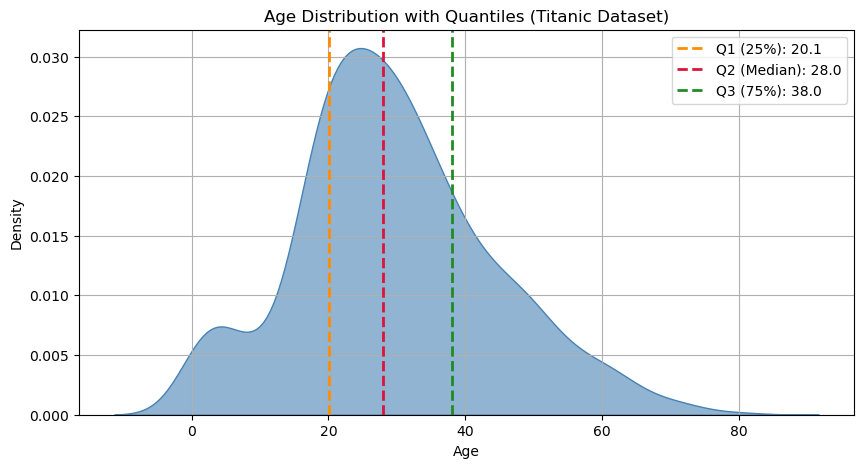 Age Distribution with Quantiles (Titanic Dataset)
Q1 (25%): 20.1
Q2 (Median): 28.0
Q3 (75%): 38.0
Density
0.030
0.025
0.020
0.015
0.010
0.005
0.000
0 20 40 60 80
Age